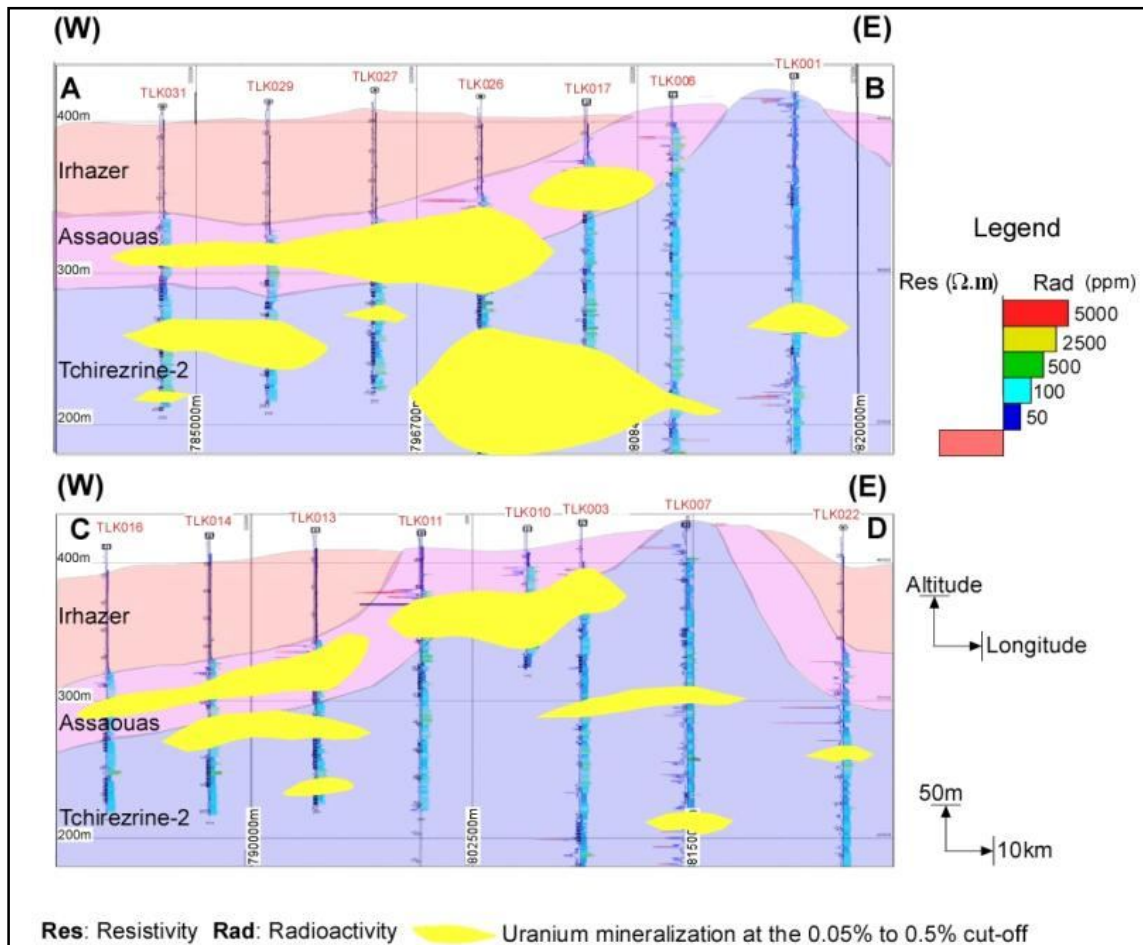 (W) (E)
A B
TLK031 TLK029 TLK027 TLK026 TLK017 TLK006 TLK001
400m
Irhazer
Assaouas
300m
Tchirezrine-2
200m
785000m 796700m 8084 820000m
Legend
Res (Ω.m) Rad (ppm)
5000
2500
500
100
50
(W) (E)
C D
TLK016 TLK014 TLK013 TLK011 TLK010 TLK003 TLK007 TLK022
400m
Irhazer
300m
Assaouas
Tchirezrine-2
200m
790000m 802500m 81500
Altitude
Longitude
50m
10km
Res: Resistivity Rad: Radioactivity Uranium mineralization at the 0.05% to 0.5% cut-off